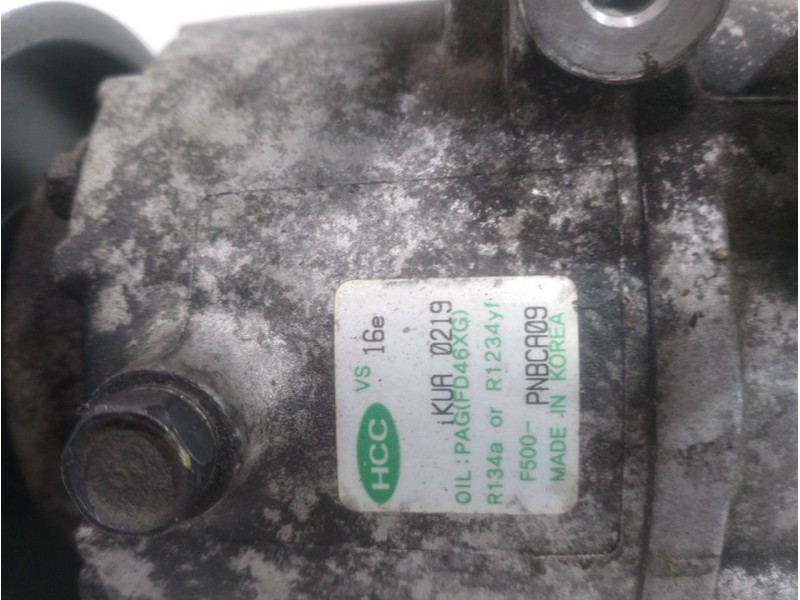 HCC VS 16e
iKUA 0219
OIL : PAG(FD46XG)
R134a or R1234yf
F500- PNBCA09
MADE IN KOREA